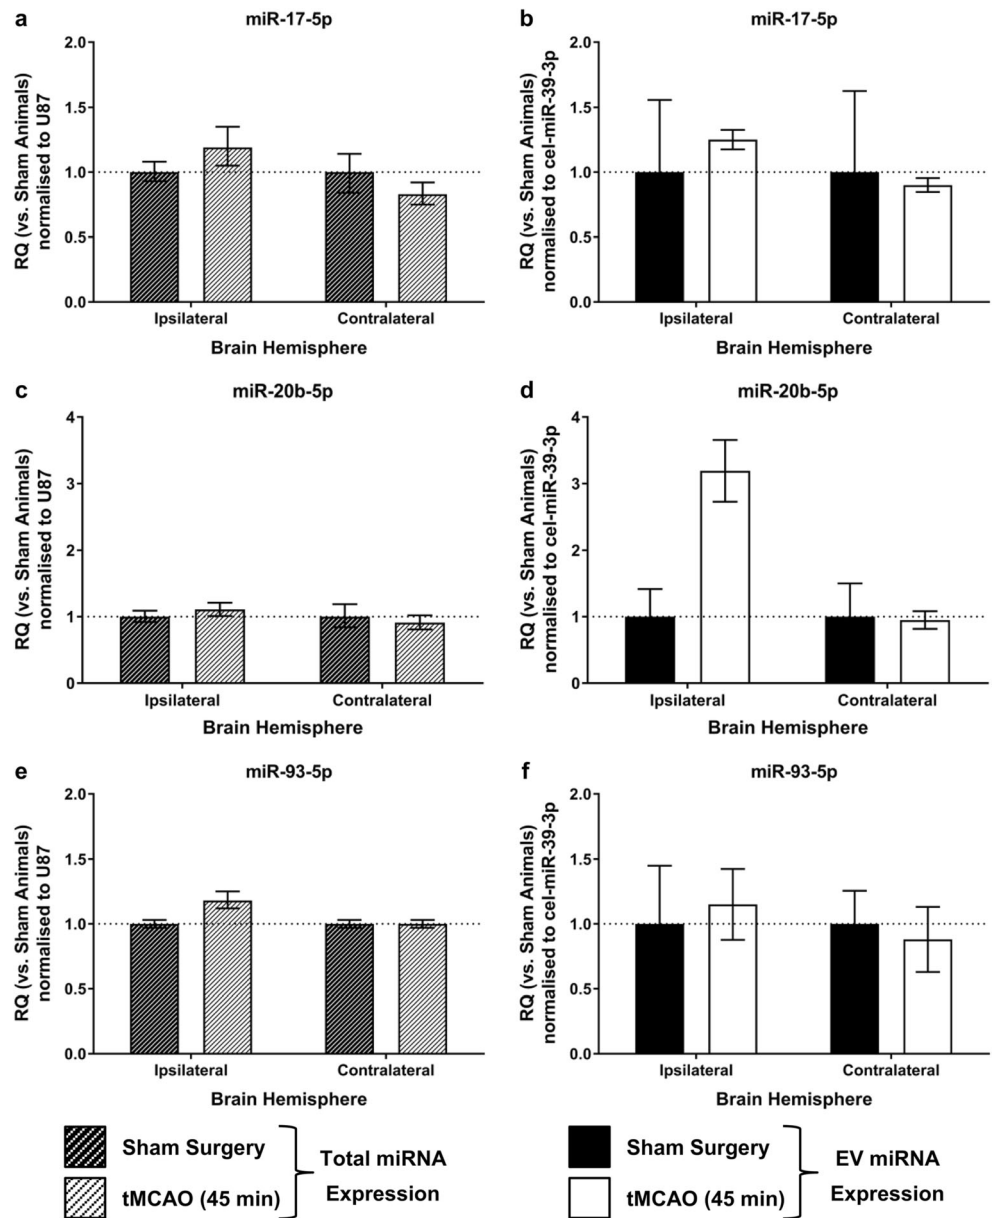 a
miR-17-5p
RQ (vs. Sham Animals)
normalised to U87
2.0
1.5
1.0
0.5
0.0
Ipsilateral
Contralateral
Brain Hemisphere
b
miR-17-5p
RQ (vs. Sham Animals)
normalised to cel-miR-39-3p
2.0
1.5
1.0
0.5
0.0
Ipsilateral
Contralateral
Brain Hemisphere
c
miR-20b-5p
RQ (vs. Sham Animals)
normalised to U87
4
3
2
1
0
Ipsilateral
Contralateral
Brain Hemisphere
d
miR-20b-5p
RQ (vs. Sham Animals)
normalised to cel-miR-39-3p
4
3
2
1
0
Ipsilateral
Contralateral
Brain Hemisphere
e
miR-93-5p
RQ (vs. Sham Animals)
normalised to U87
2.0
1.5
1.0
0.5
0.0
Ipsilateral
Contralateral
Brain Hemisphere
f
miR-93-5p
RQ (vs. Sham Animals)
normalised to cel-miR-39-3p
2.0
1.5
1.0
0.5
0.0
Ipsilateral
Contralateral
Brain Hemisphere
Sham Surgery
tMCAO (45 min)
Total miRNA
Expression
Sham Surgery
tMCAO (45 min)
EV miRNA
Expression